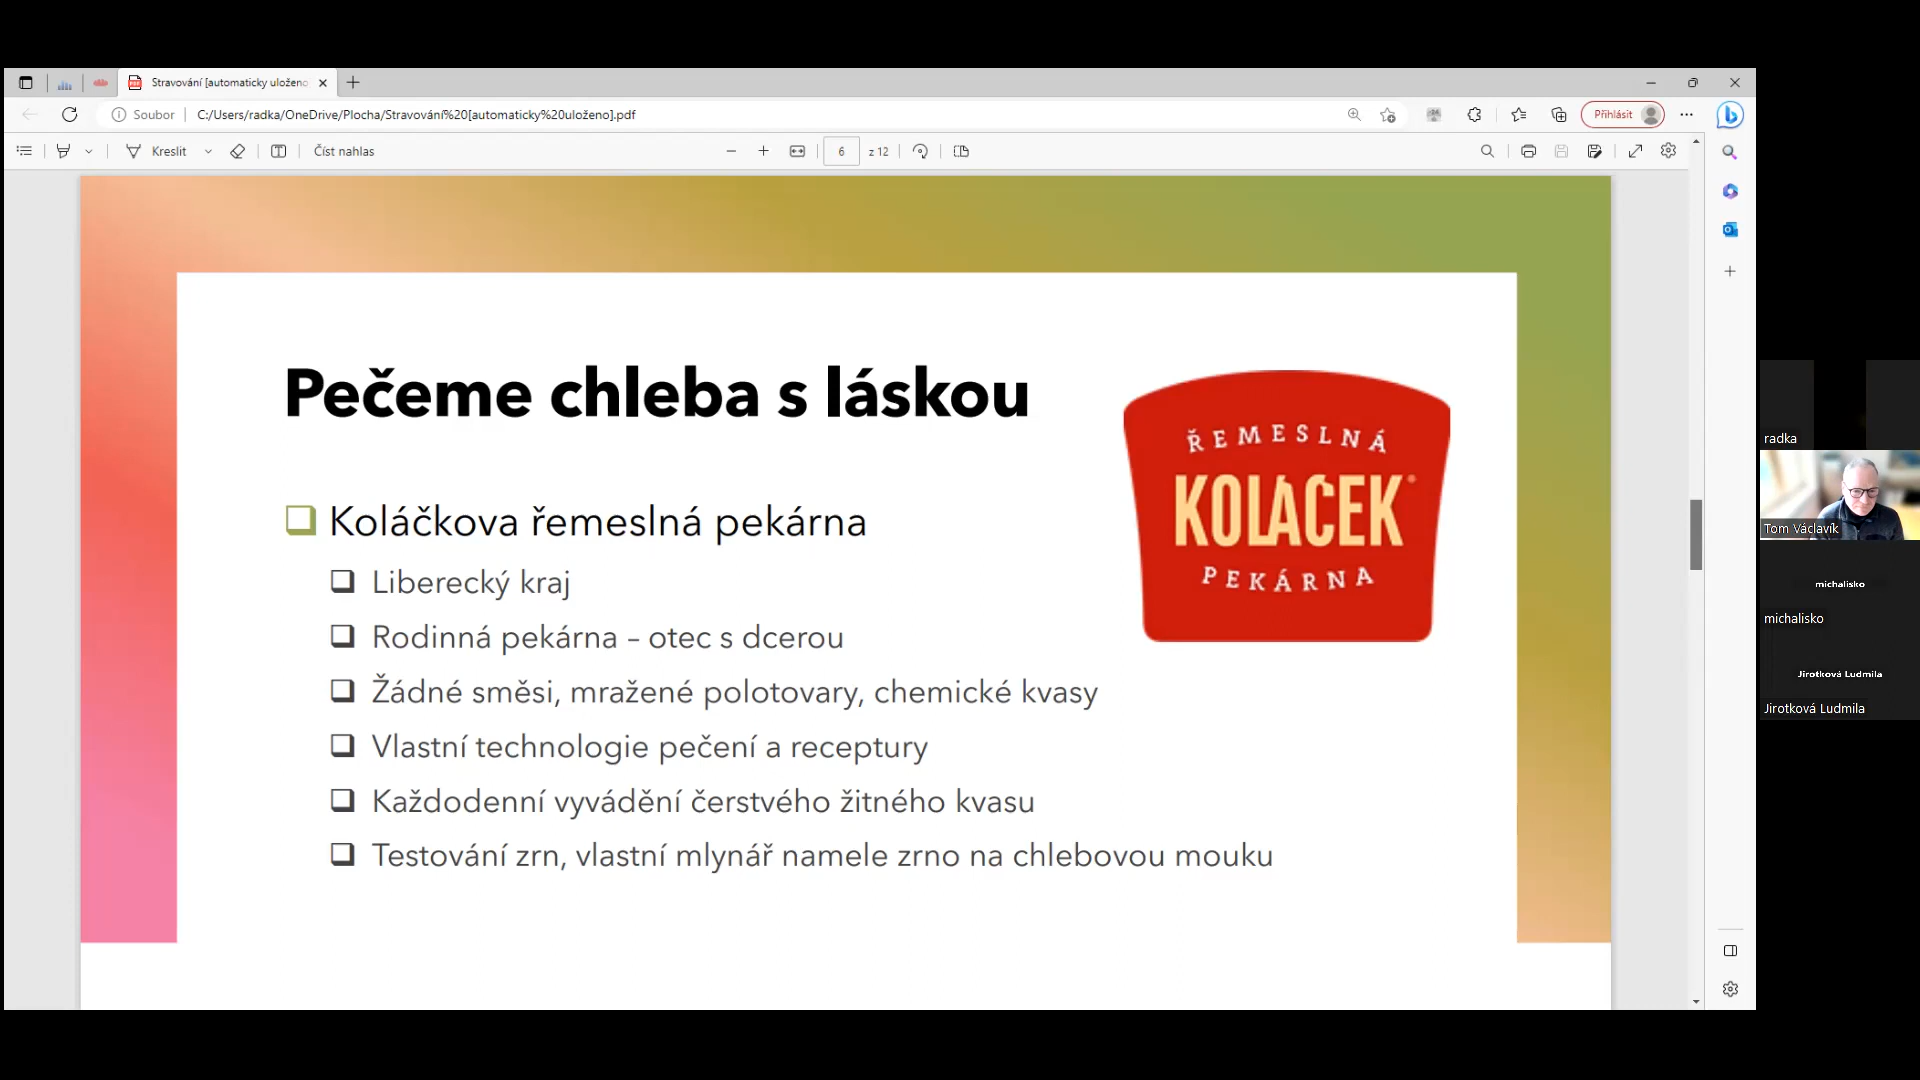 Stravování [automaticky uloženo
Soubor
C:/Users/radka/OneDrive/Plocha/Stravování%20[automaticky%20uloženo].pdf
Přihlásit
Kreslit
Číst nahlas
6 z 12
Pečeme chleba s láskou
ŘEMESLNÁ
KOLÁČEK®
PEKÁRNA
Koláčkova řemeslná pekárna
Liberecký kraj
Rodinná pekárna – otec s dcerou
Žádné směsi, mražené polotovary, chemické kvasy
Vlastní technologie pečení a receptury
Každodenní vyvádění čerstvého žitného kvasu
Testování zrn, vlastní mlynář namele zrno na chlebovou mouku
radka
Tom Václavík
michalisko
michalisko
Jirotková Ludmila
Jirotková Ludmila